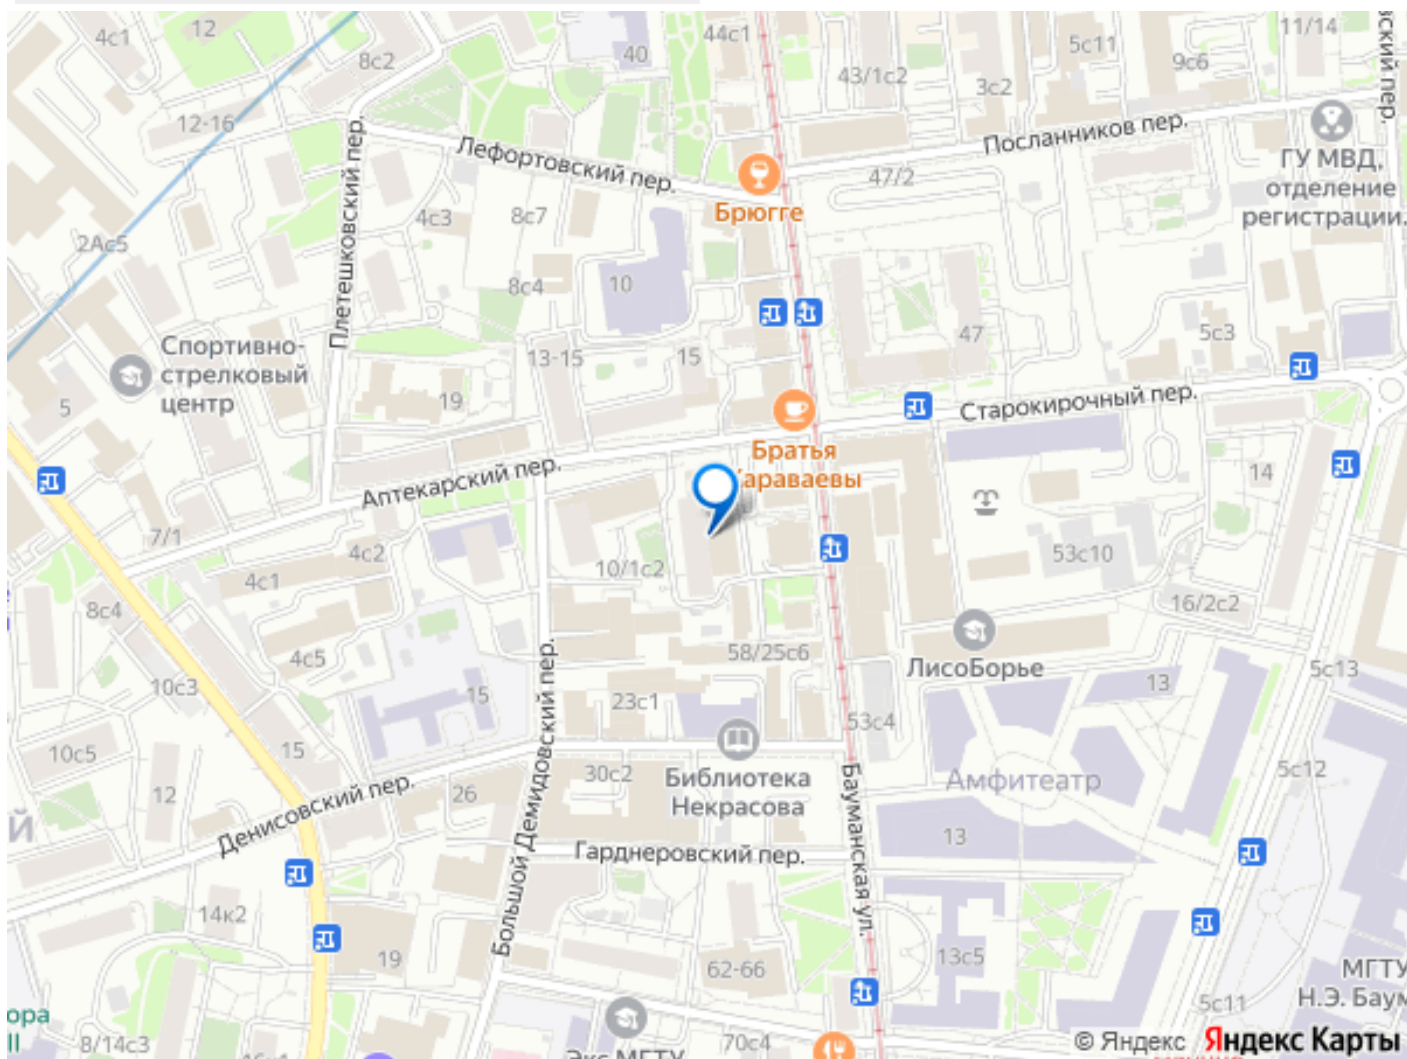 12
4с1
8с2
40
44с1
5с11
11/14
9с6
43/1с2
3с2
12-16
Посланников пер.
Лефортовский пер.
ГУ МВД,
отделение
регистрации.
47/2
Брюгге
Плетешковский пер.
4с3
8с7
2Ас5
8с4
10
47
5с3
Спортивно-
стрелковый
центр
13-15
15
19
5
Старокирочный пер.
Братья
Караваевы
Аптекарский пер.
14
7/1
4с2
10/1с2
53с10
4с1
8с4
16/2с2
4с5
58/25с6
ЛисоБорье
5с13
10с3
15
23с1
13
53с4
Большой Демидовский пер.
10с5
15
12
30с2
Библиотека
Некрасова
Амфитеатр
5с12
26
Й
Денисовский пер.
13
Гарднеровский пер.
Бауманская ул.
14к2
19
62-66
13с5
МГТУ
Н.Э. Баум
5с11
ора
II
8/14с3
70с4
Экс МГТУ
© Яндекс Яндекс Карты